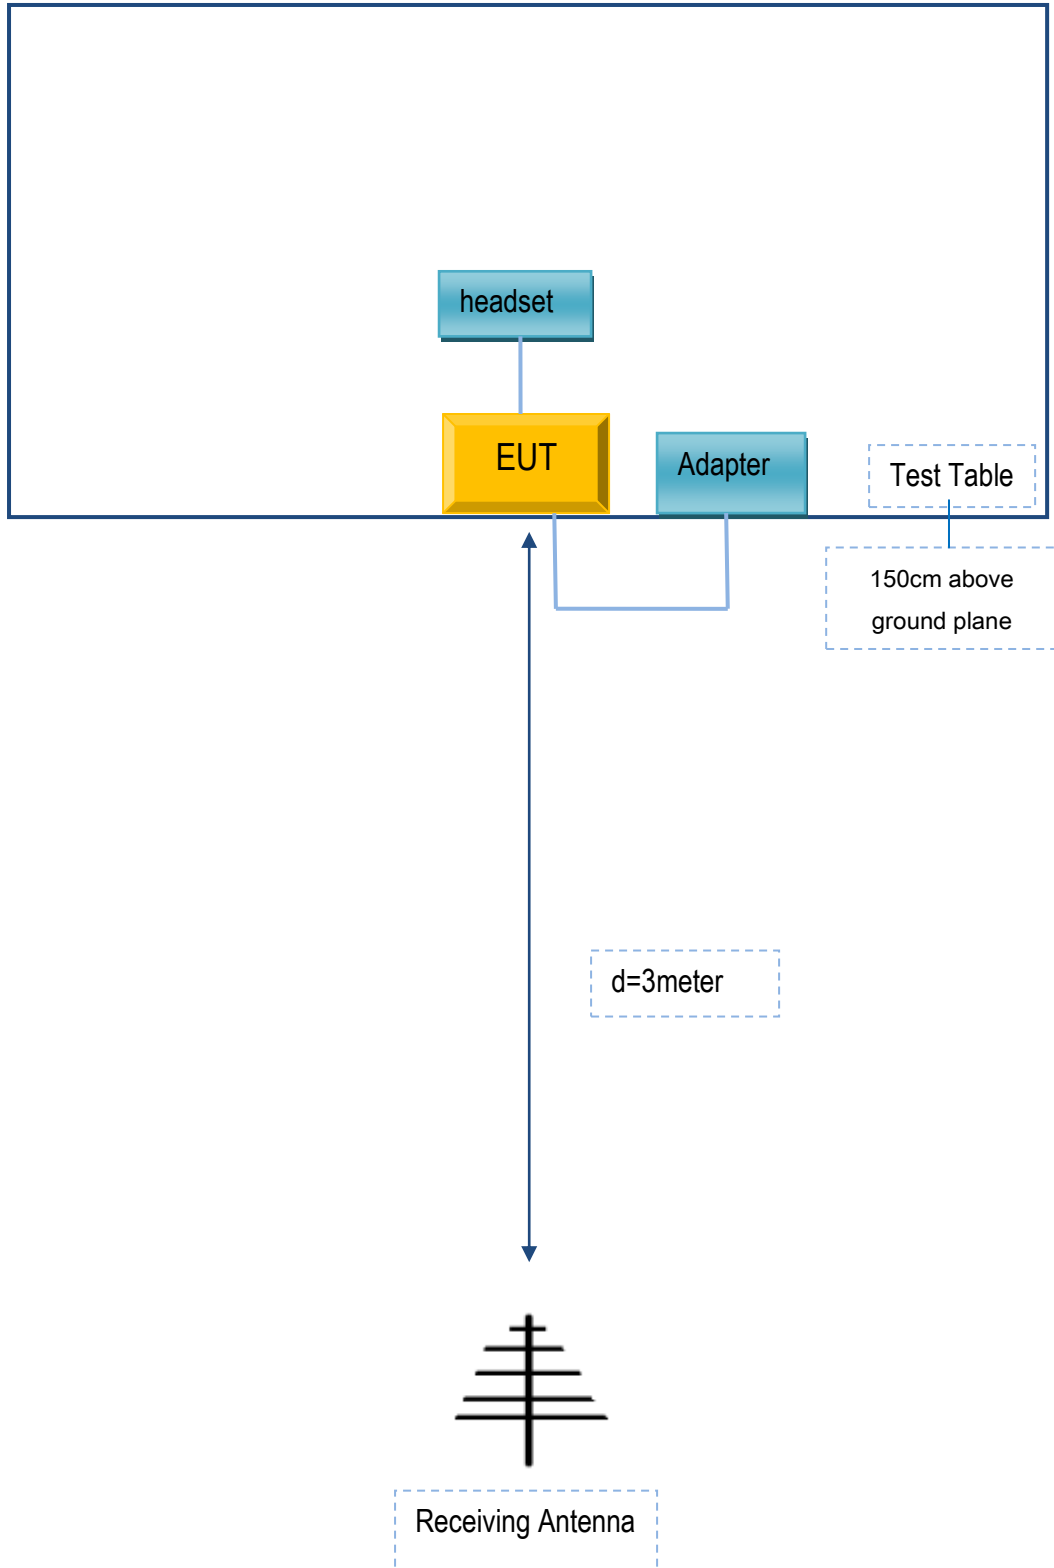 headset
EUT
Adapter
Test Table
150cm above
ground plane
d=3meter
Receiving Antenna